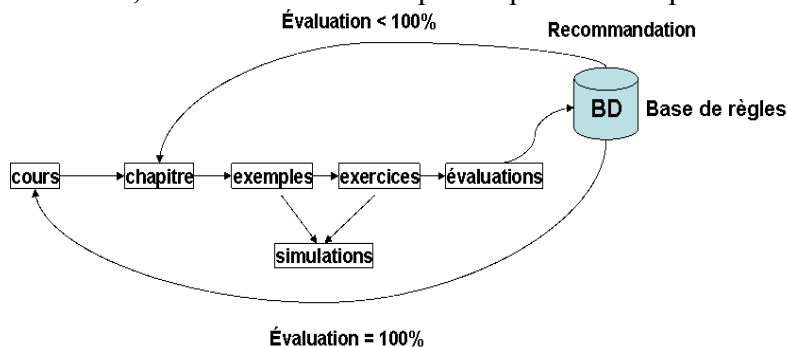 Évaluation < 100%
Recommandation
BD
Base de règles
cours
chapitre
exemples
exercices
évaluations
simulations
Évaluation = 100%